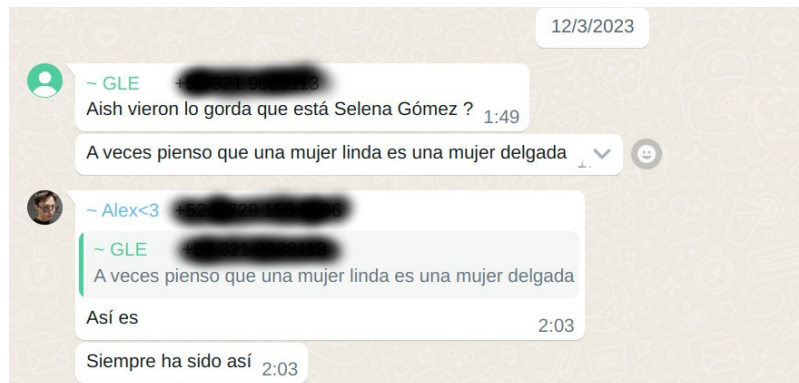 12/3/2023
~ GLE
Aish vieron lo gorda que está Selena Gómez ? 1:49
A veces pienso que una mujer linda es una mujer delgada
~ Alex<3
~ GLE
A veces pienso que una mujer linda es una mujer delgada
Así es
2:03
Siempre ha sido así 2:03